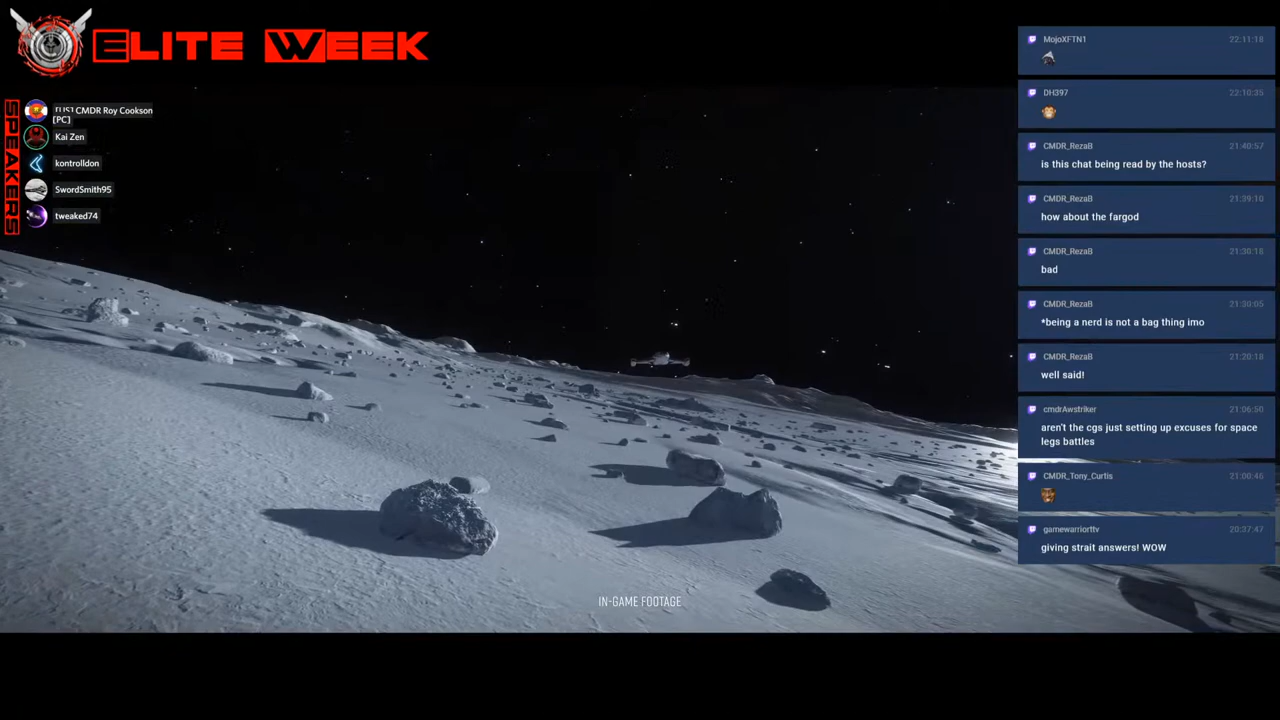 ELITE WEEK
SPEAKERS
[US] CMDR Roy Cookson
[PC]
Kai Zen
kontrolldon
SwordSmith95
tweaked74
MojoXFTN1 22:11:18
DH397 22:10:35
CMDR_RezaB 21:40:57
is this chat being read by the hosts?
CMDR_RezaB 21:39:10
how about the fargod
CMDR_RezaB 21:30:18
bad
CMDR_RezaB 21:30:05
*being a nerd is not a bag thing imo
CMDR_RezaB 21:20:18
well said!
cmdrAwstriker 21:06:50
aren't the cgs just setting up excuses for space
legs battles
CMDR_Tony_Curtis 21:00:46
gamewarriorttv 20:37:47
giving strait answers! WOW
IN-GAME FOOTAGE